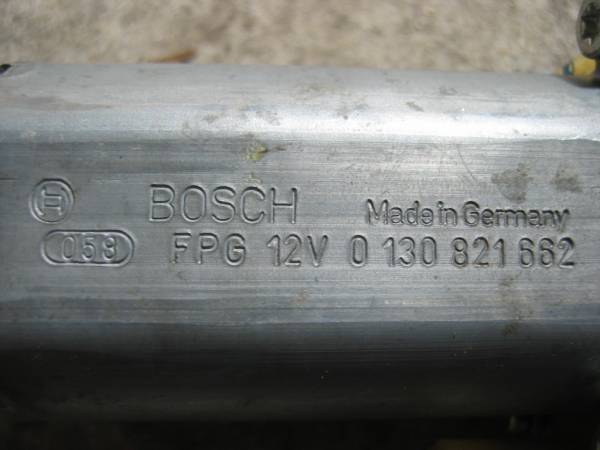 BOSCH Made in Germany
058 FPG 12V 0 130 821 662